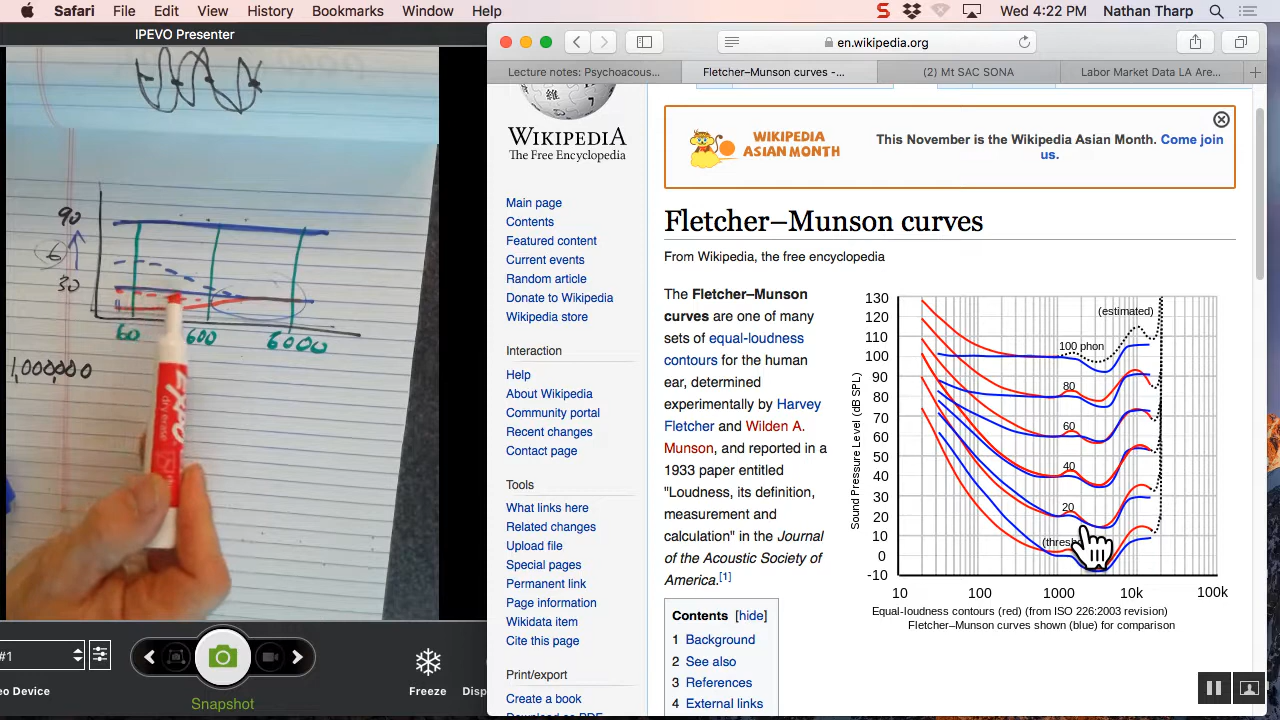 Safari File Edit View History Bookmarks Window Help
Wed 4:22 PM Nathan Tharp
IPEVO Presenter
en.wikipedia.org
Lecture notes: Psychoacous...
Fletcher–Munson curves -...
(2) Mt SAC SONA
Labor Market Data LA Are...
90
6
30
60
600
6000
1,000,000
EXPO
dry erase
#1
eo Device
Snapshot
Freeze
Disp
WIKIPEDIA
The Free Encyclopedia
Main page
Contents
Featured content
Current events
Random article
Donate to Wikipedia
Wikipedia store
Interaction
Help
About Wikipedia
Community portal
Recent changes
Contact page
Tools
What links here
Related changes
Upload file
Special pages
Permanent link
Page information
Wikidata item
Cite this page
Print/export
Create a book
Download as PDF
WIKIPEDIA
ASIAN MONTH
This November is the Wikipedia Asian Month. Come join
us.
Fletcher–Munson curves
From Wikipedia, the free encyclopedia
The Fletcher–Munson
curves are one of many
sets of equal-loudness
contours for the human
ear, determined
experimentally by Harvey
Fletcher and Wilden A.
Munson, and reported in a
1933 paper entitled
"Loudness, its definition,
measurement and
calculation" in the Journal
of the Acoustic Society of
America.[1]
Contents [hide]
1 Background
2 See also
3 References
4 External links
Sound Pressure Level (dB SPL)
130
120
110
100
90
80
70
60
50
40
30
20
10
0
-10
(estimated)
100 phon
80
60
40
20
(thresho
10 100 1000 10k 100k
Equal-loudness contours (red) (from ISO 226:2003 revision)
Fletcher–Munson curves shown (blue) for comparison